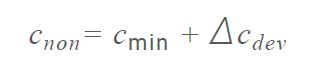 c_non = c_min + Δc_dev